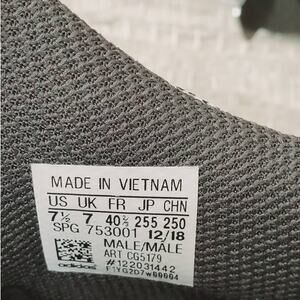 MADE IN VIETNAM
US UK FR JP CHN
7½ 7 40⅔ 255 250
SPG 753001 12/18
MALE/MÂLE
ART CG5179
#122031442
adidas